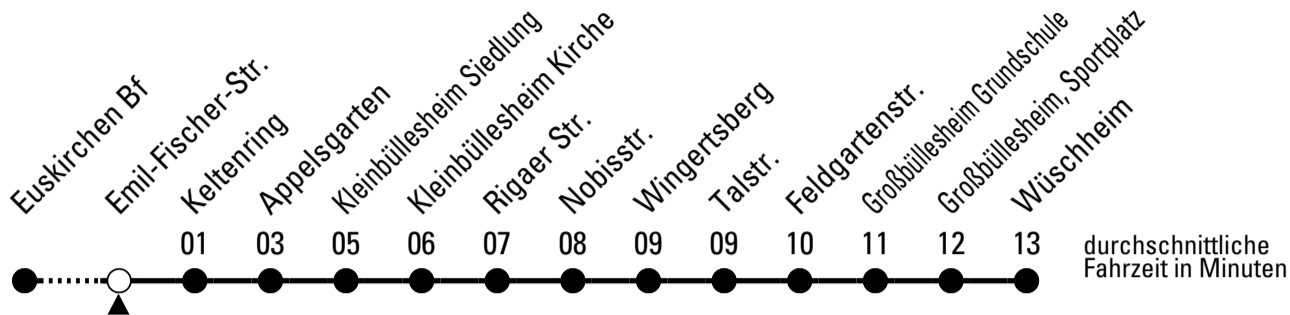 Euskirchen Bf
Emil-Fischer-Str.
Keltenring
Appelsgarten
Kleinbüllesheim Siedlung
Kleinbüllesheim Kirche
Rigaer Str.
Nobisstr.
Wingertsberg
Talstr.
Feldgartenstr.
Großbüllesheim Grundschule
Großbüllesheim, Sportplatz
Wüschheim
01 03 05 06 07 08 09 09 10 11 12 13
durchschnittliche
Fahrzeit in Minuten